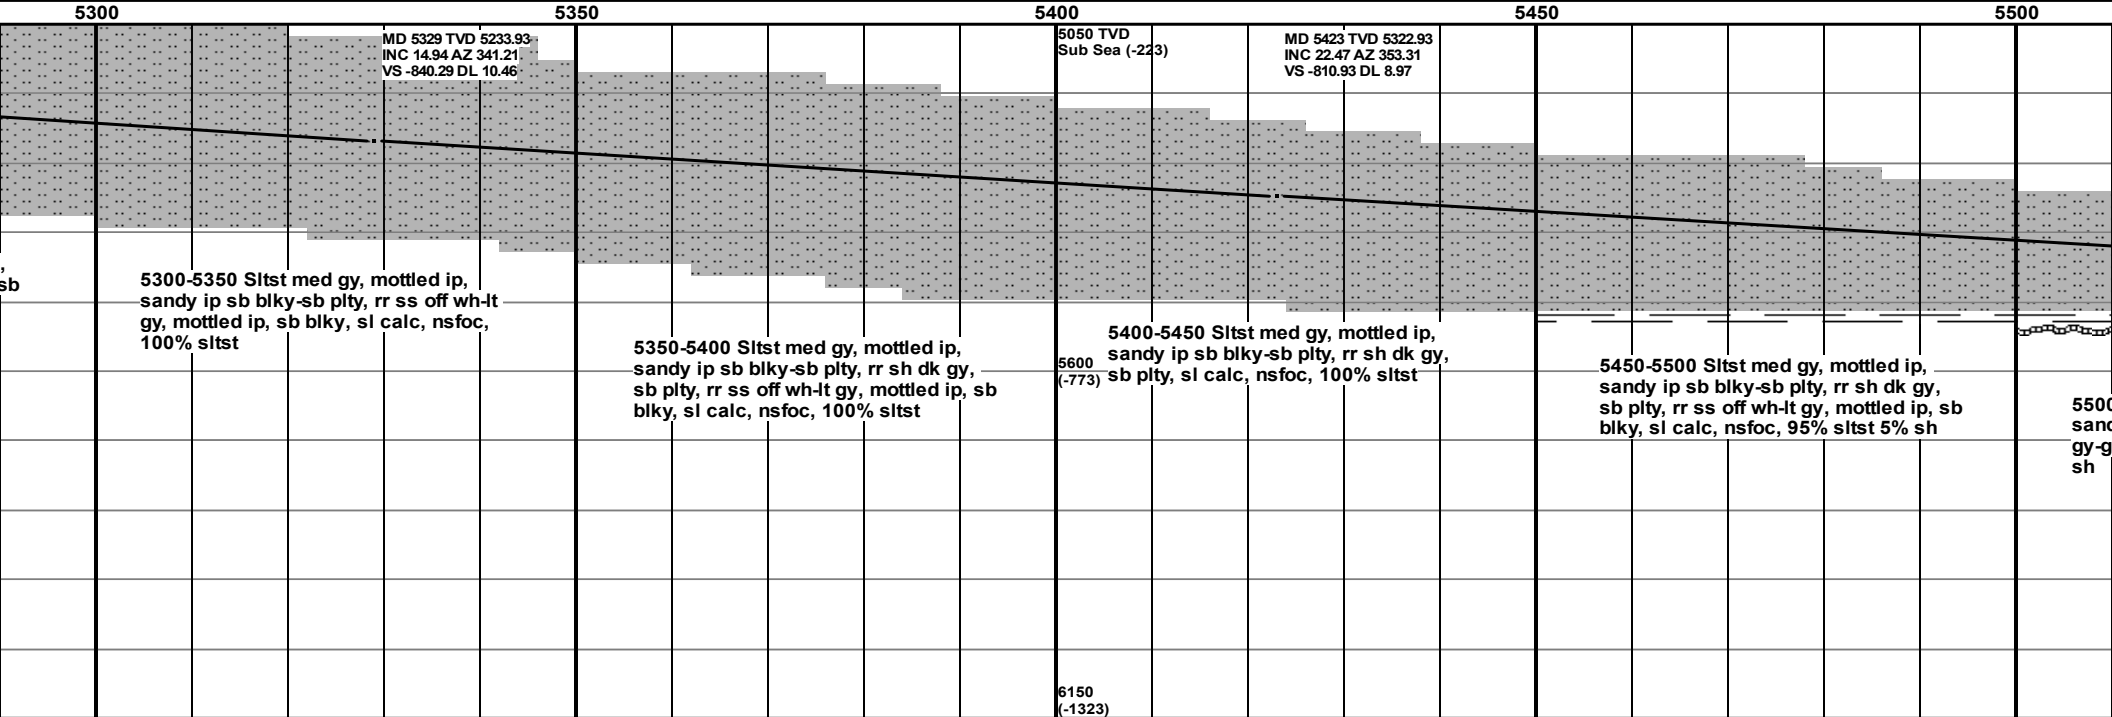 5300
5350
5400
5450
5500
MD 5329 TVD 5233.93
INC 14.94 AZ 341.21
VS -840.29 DL 10.46
5050 TVD
Sub Sea (-223)
MD 5423 TVD 5322.93
INC 22.47 AZ 353.31
VS -810.93 DL 8.97
,
sb
5300-5350 Sltst med gy, mottled ip,
sandy ip sb blky-sb plty, rr ss off wh-lt
gy, mottled ip, sb blky, sl calc, nsfoc,
100% sltst
5350-5400 Sltst med gy, mottled ip,
sandy ip sb blky-sb plty, rr sh dk gy,
sb plty, rr ss off wh-lt gy, mottled ip, sb
blky, sl calc, nsfoc, 100% sltst
5600
(-773)
5400-5450 Sltst med gy, mottled ip,
sandy ip sb blky-sb plty, rr sh dk gy,
sb plty, sl calc, nsfoc, 100% sltst
5450-5500 Sltst med gy, mottled ip,
sandy ip sb blky-sb plty, rr sh dk gy,
sb plty, rr ss off wh-lt gy, mottled ip, sb
blky, sl calc, nsfoc, 95% sltst 5% sh
5500
sand
gy-g
sh
6150
(-1323)